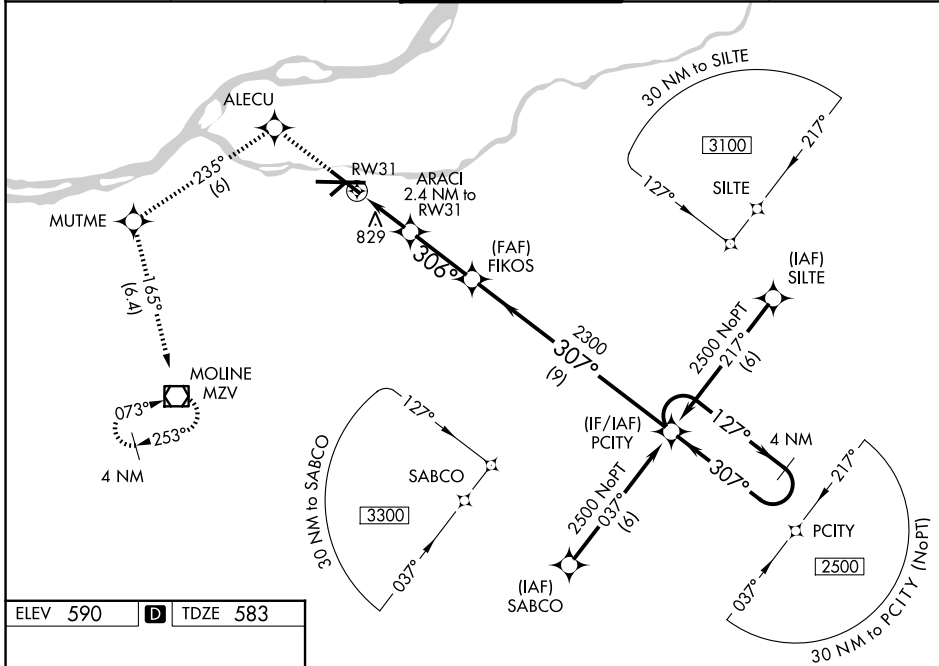 30 NM to SILTE
3100
217°
127°
SILTE
ALECU
235°
(6)
RW31
ARACI
2.4 NM to
RW31
829
MUTME
306°
(FAF)
FIKOS
(IAF)
SILTE
165°
(6.4)
2300
307°
(9)
2500 NoPT
217°
(6)
MOLINE
MZV
073°
253°
4 NM
127°
30 NM to SABCO
SABCO
3300
037°
(IF/IAF)
PCITY
127°
4 NM
307°
2500 NoPT
037°
(6)
(IAF)
SABCO
217°
PCITY
2500
037°
30 NM to PCITY (NoPT)
ELEV 590 D TDZE 583